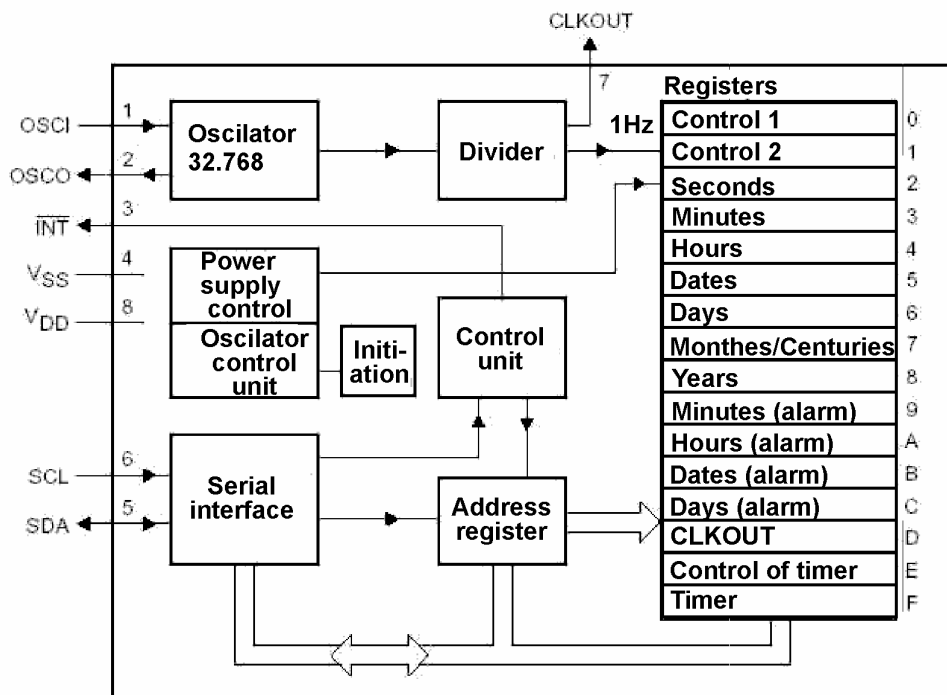 CLKOUT
7
Registers
OSCI
1
Oscilator
32.768
Divider
1Hz
Control 1
0
Control 2
1
OSCO
2
Seconds
2
INT
3
Minutes
3
Hours
4
VSS
4
Power
supply
control
Dates
5
VDD
8
Days
6
Oscilator
control
unit
Initi-
ation
Control
unit
Monthes/Centuries
7
Years
8
Minutes (alarm)
9
Hours (alarm)
A
SCL
6
Serial
interface
Dates (alarm)
B
SDA
5
Address
register
Days (alarm)
C
CLKOUT
D
Control of timer
E
Timer
F